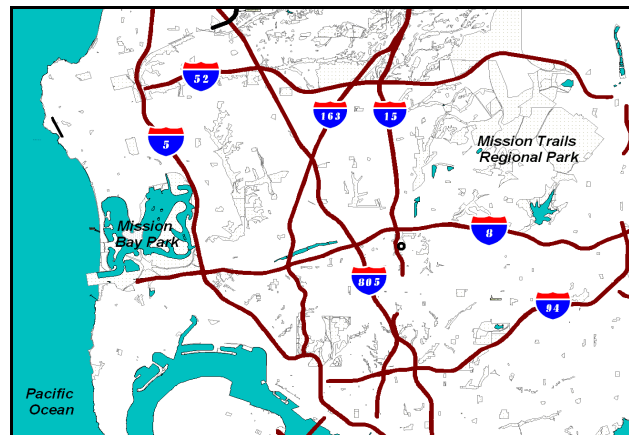 52
163
15
5
Mission Trails
Regional Park
Mission
Bay Park
8
805
94
Pacific
Ocean